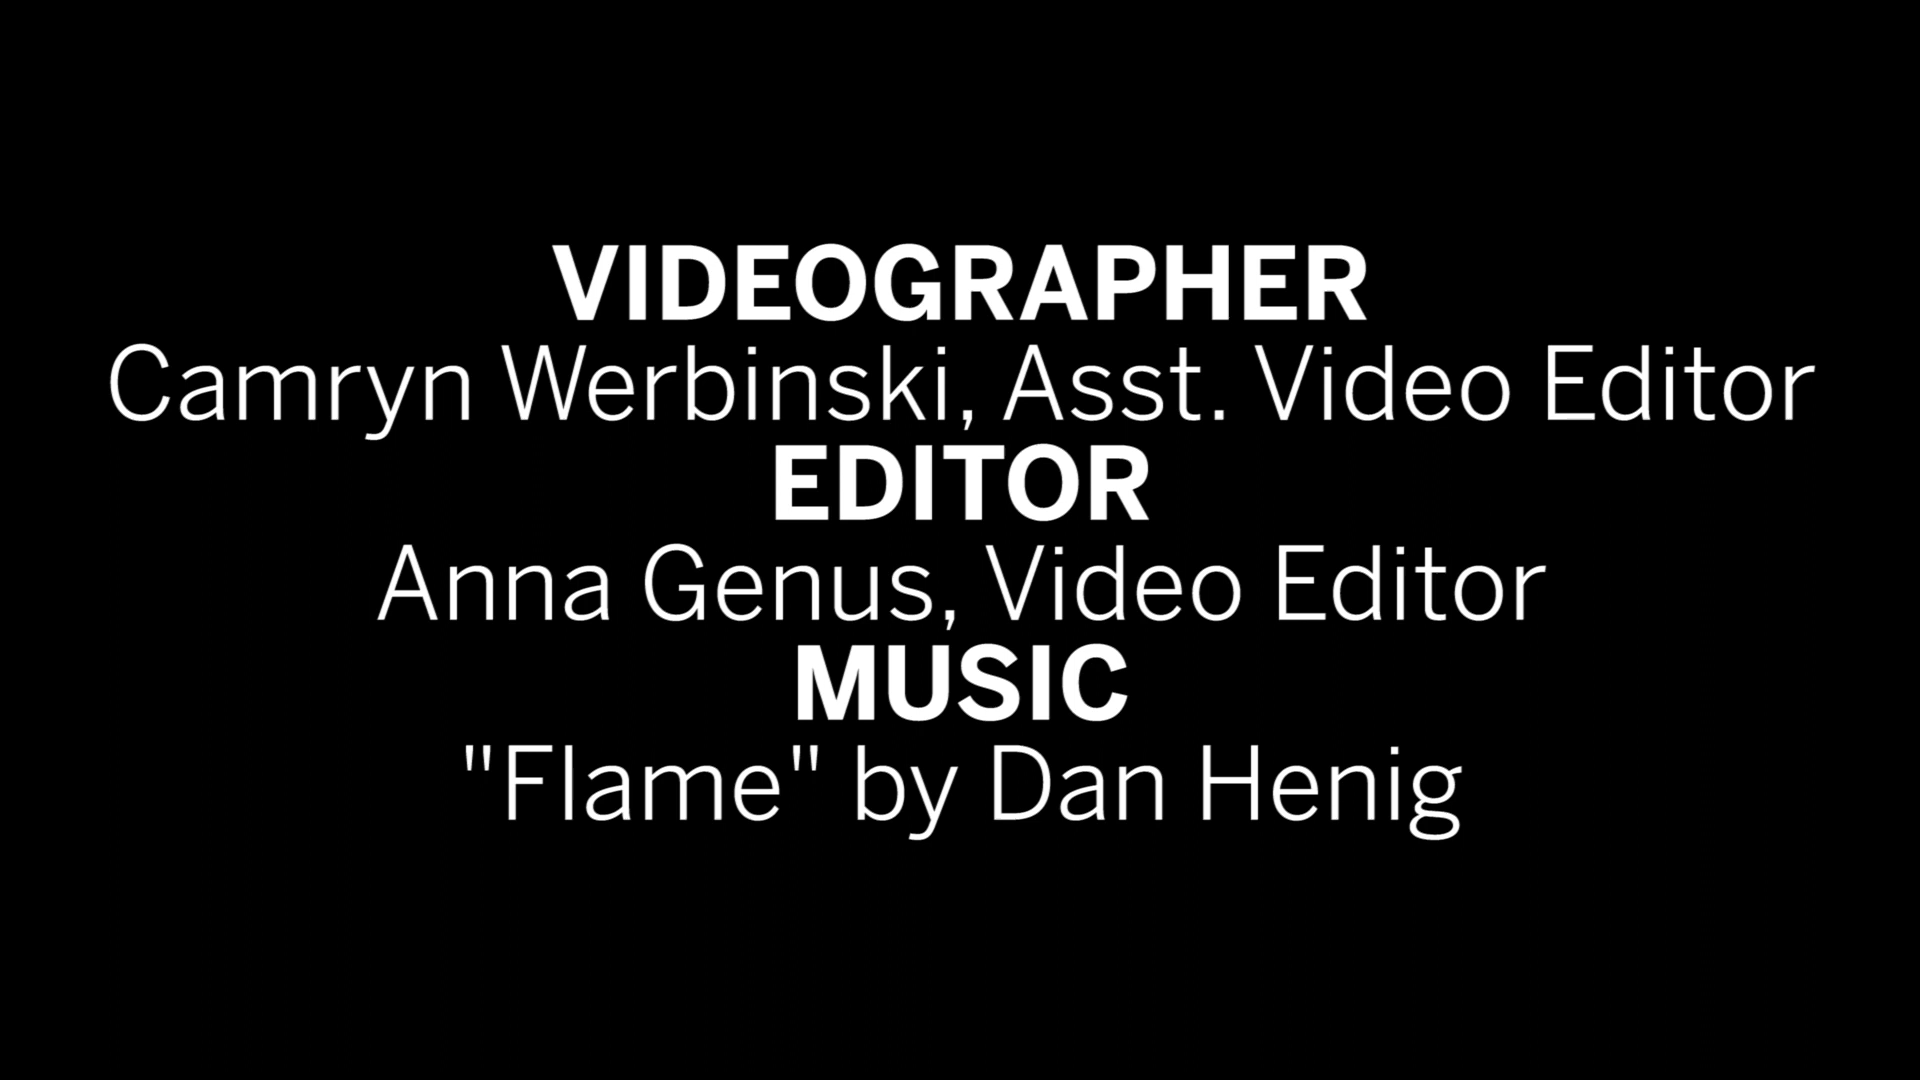 VIDEOGRAPHER
Camryn Werbinski, Asst. Video Editor
EDITOR
Anna Genus, Video Editor
MUSIC
"Flame" by Dan Henig